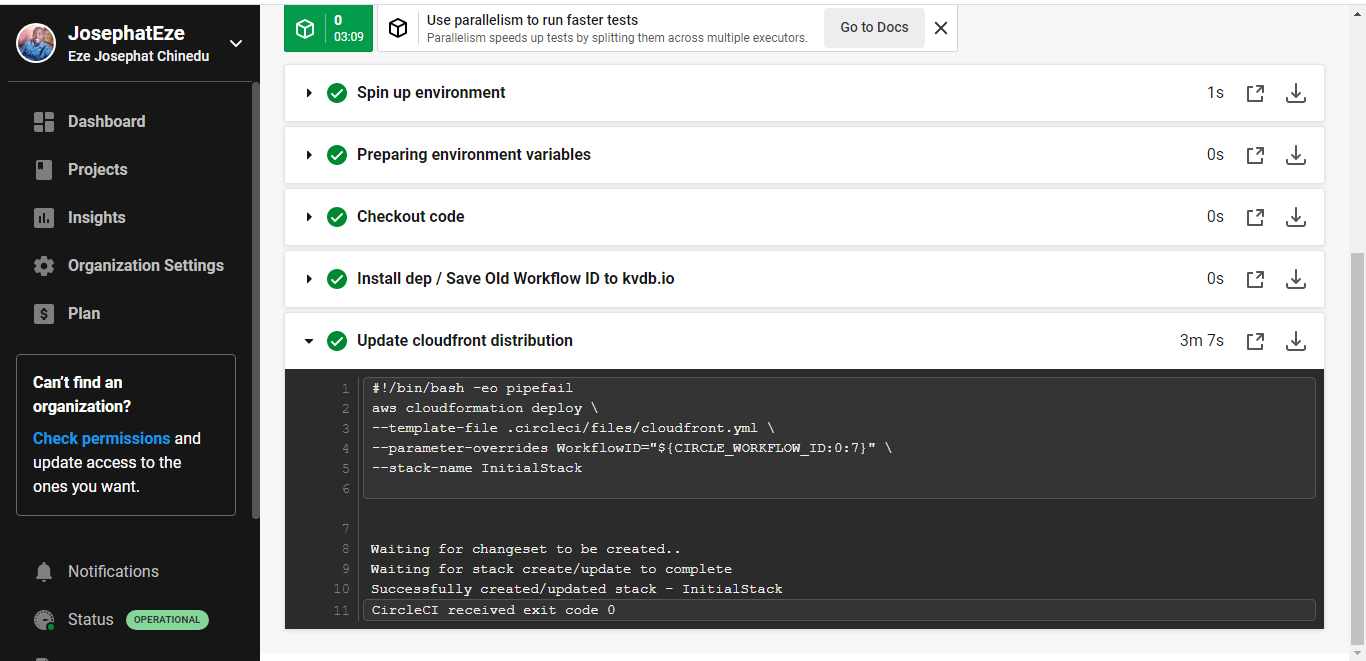 JosephatEze
Eze Josephat Chinedu
Dashboard
Projects
Insights
Organization Settings
$ Plan
Can't find an
organization?
Check permissions and
update access to the
ones you want.
Notifications
Status OPERATIONAL
0
03:09
Use parallelism to run faster tests
Parallelism speeds up tests by splitting them across multiple executors.
Go to Docs
Spin up environment 1s
Preparing environment variables 0s
Checkout code 0s
Install dep / Save Old Workflow ID to kvdb.io 0s
Update cloudfront distribution 3m 7s
1 #!/bin/bash -eo pipefail
2 aws cloudformation deploy \
3 --template-file .circleci/files/cloudfront.yml \
4 --parameter-overrides WorkflowID="${CIRCLE_WORKFLOW_ID:0:7}" \
5 --stack-name InitialStack
6
7
8 Waiting for changeset to be created..
9 Waiting for stack create/update to complete
10 Successfully created/updated stack - InitialStack
11 CircleCI received exit code 0